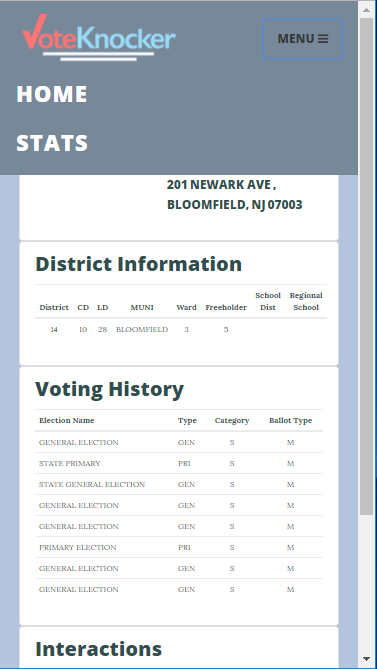 VoteKnocker
MENU
HOME
STATS
201 NEWARK AVE ,
BLOOMFIELD, NJ 07003
District Information
District CD LD MUNI Ward Freeholder School Dist Regional School
14 10 28 BLOOMFIELD 3 5
Voting History
Election Name Type Category Ballot Type
GENERAL ELECTION GEN S M
STATE PRIMARY PRI S M
STATE GENERAL ELECTION GEN S M
GENERAL ELECTION GEN S M
GENERAL ELECTION GEN S M
PRIMARY ELECTION PRI S M
GENERAL ELECTION GEN S M
GENERAL ELECTION GEN S M
Interactions